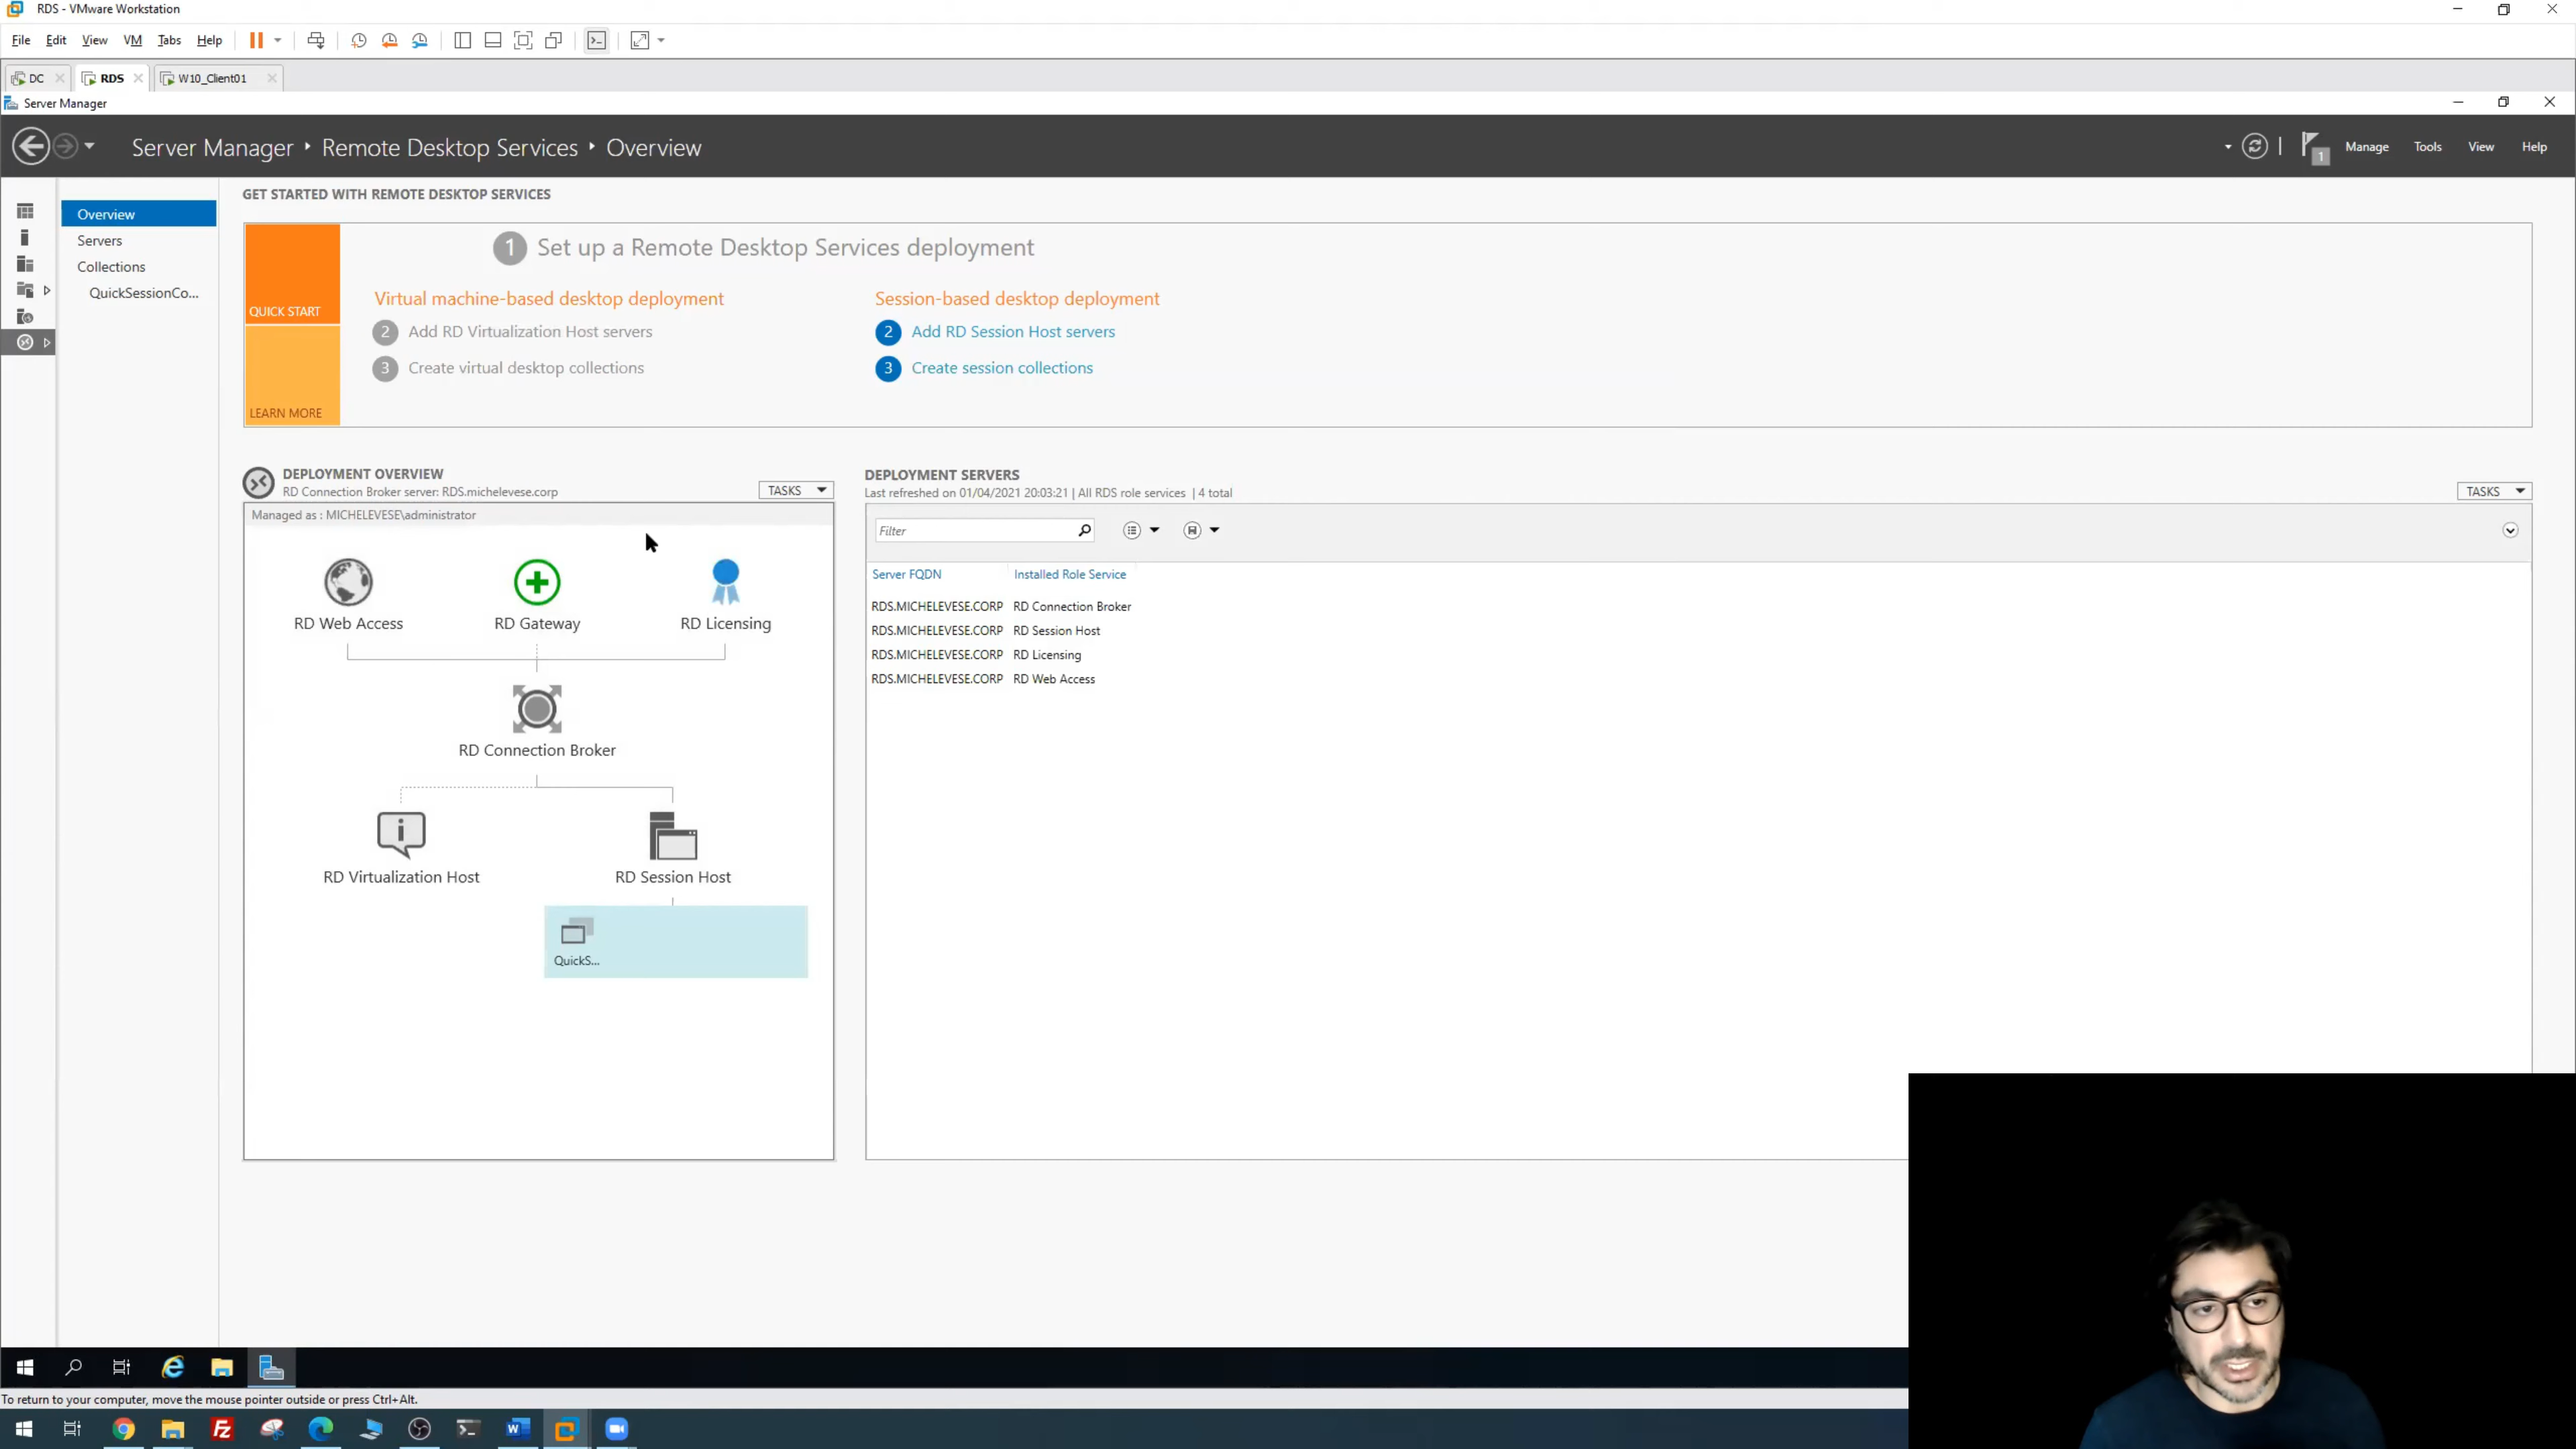 RDS - VMware Workstation
File Edit View VM Tabs Help
DC RDS W10_Client01
Server Manager
Server Manager Remote Desktop Services Overview
1 Manage Tools View Help
Overview
Servers
Collections
QuickSessionCo...
GET STARTED WITH REMOTE DESKTOP SERVICES
QUICK START
LEARN MORE
1 Set up a Remote Desktop Services deployment
Virtual machine-based desktop deployment
2 Add RD Virtualization Host servers
3 Create virtual desktop collections
Session-based desktop deployment
2 Add RD Session Host servers
3 Create session collections
DEPLOYMENT OVERVIEW
RD Connection Broker server: RDS.michelevese.corp
TASKS
Managed as : MICHELEVESE\administrator
RD Web Access
RD Gateway
RD Licensing
RD Connection Broker
RD Virtualization Host
RD Session Host
QuickS...
DEPLOYMENT SERVERS
Last refreshed on 01/04/2021 20:03:21 | All RDS role services | 4 total
TASKS
Filter
Server FQDN Installed Role Service
RDS.MICHELEVESE.CORP RD Connection Broker
RDS.MICHELEVESE.CORP RD Session Host
RDS.MICHELEVESE.CORP RD Licensing
RDS.MICHELEVESE.CORP RD Web Access
To return to your computer, move the mouse pointer outside or press Ctrl+Alt.